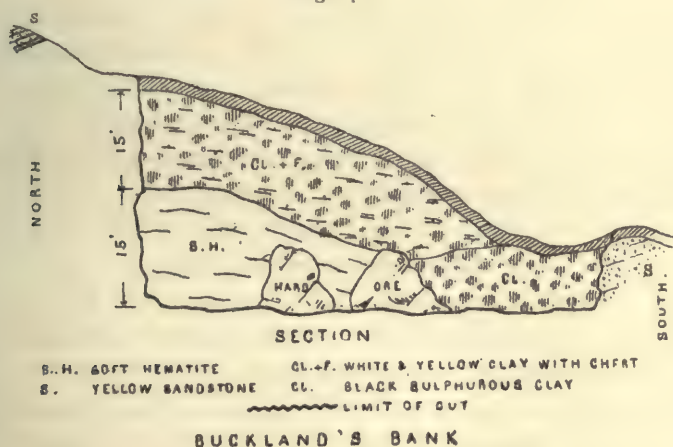 S
15'
CL.+F.
NORTH
15'
B.H.
HARD
ORE
CL.
S
SOUTH.
SECTION
B..H. SOFT HEMATITE CL.+F. WHITE & YELLOW CLAY WITH CHERT
S. YELLOW SANDSTONE CL. BLACK SULPHUROUS CLAY
LIMIT OF CUT
BUCKLAND'S BANK